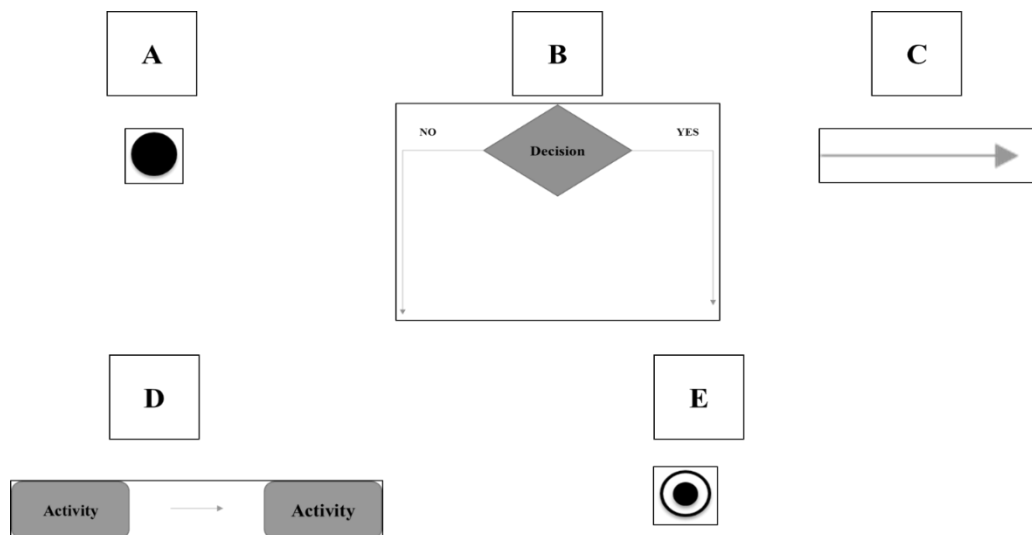 A
B
C
NO
YES
Decision
D
E
Activity
Activity